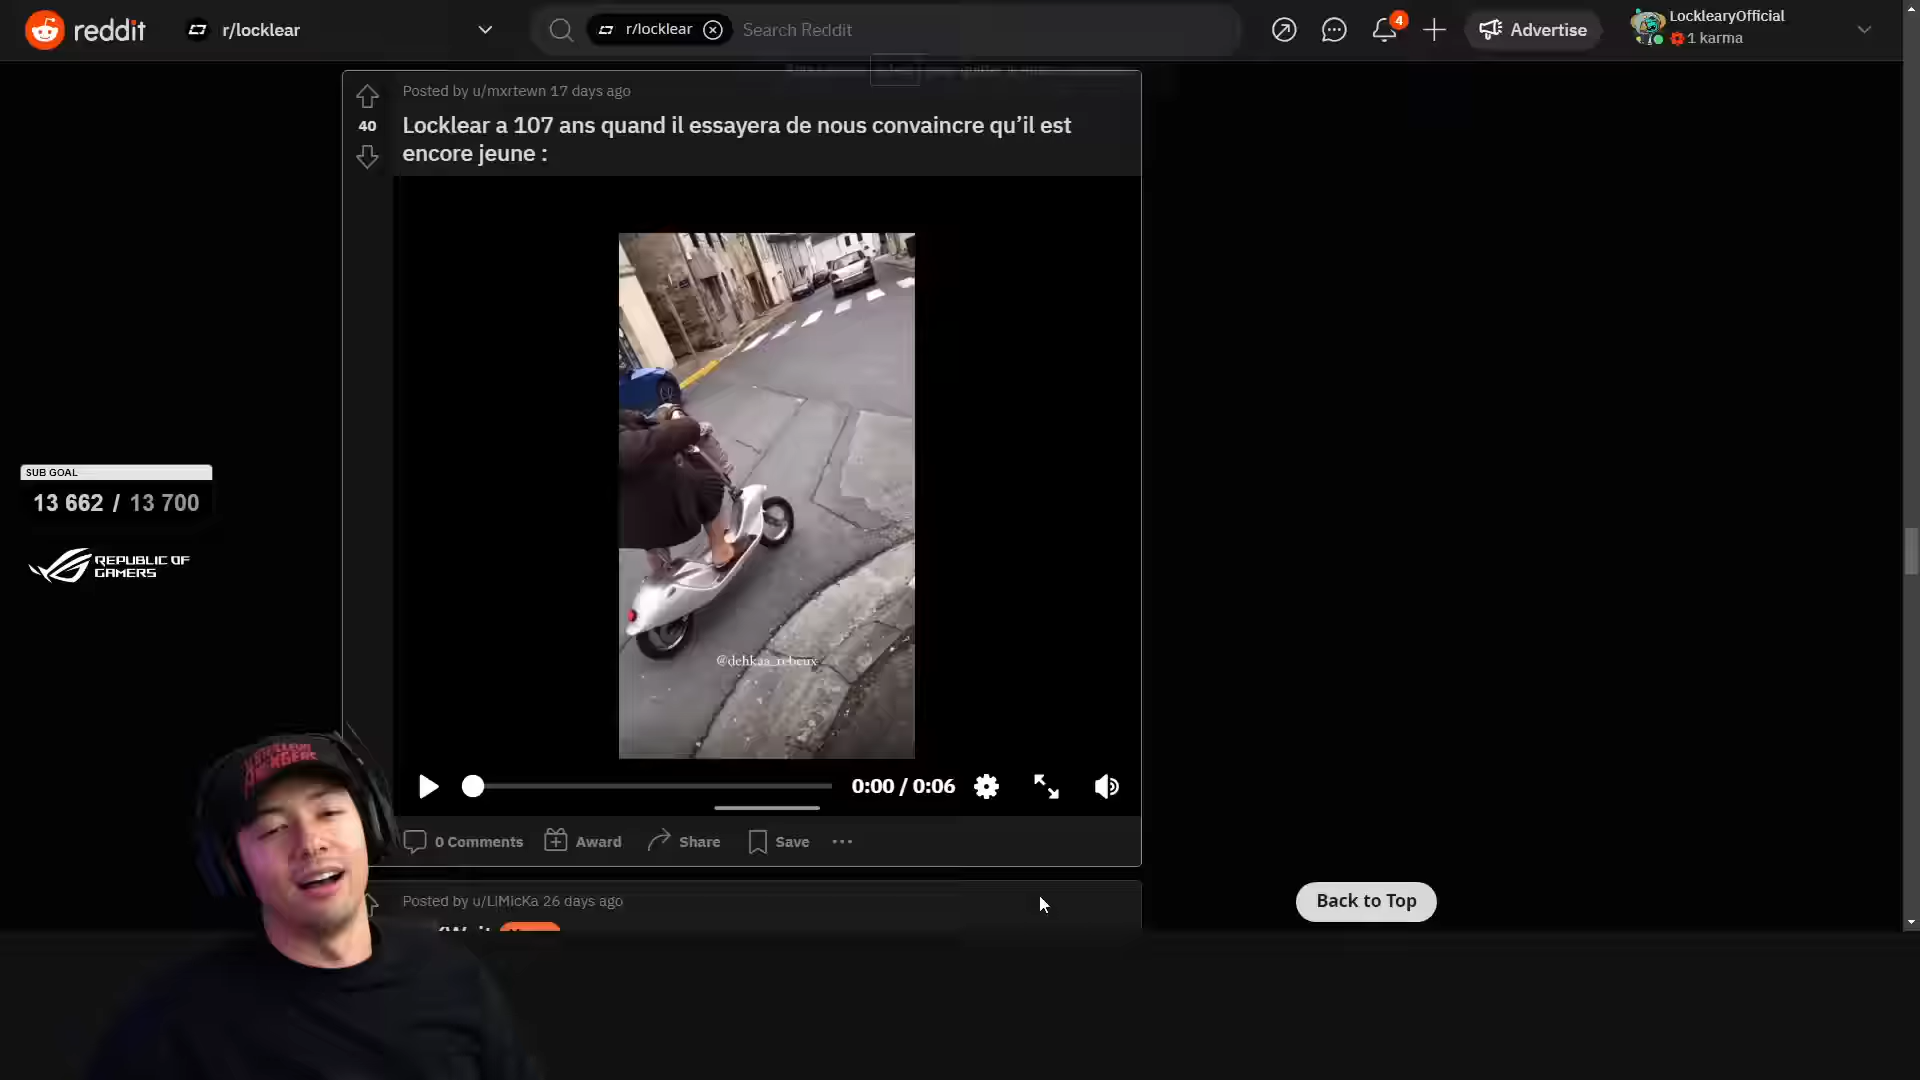 reddit
r/locklear
r/locklear
Search Reddit
4
Advertise
LocklearyOfficial
1 karma
Posted by u/mxrtewn 17 days ago
40
Locklear a 107 ans quand il essayera de nous convaincre qu’il est
encore jeune :
SUB GOAL
13 662 / 13 700
REPUBLIC OF
GAMERS
@dehkaa_rebeux
0:00 / 0:06
0 Comments
Award
Share
Save
Posted by u/LIMicKa 26 days ago
Back to Top